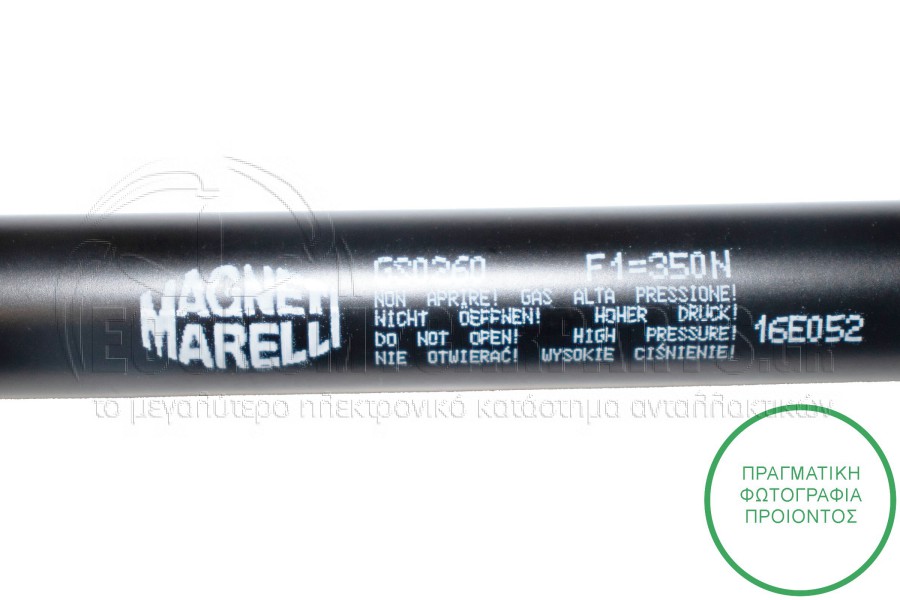 MAGNETI
MARELLI
GS0360 F1=350N
NON APRIRE! GAS ALTA PRESSIONE!
NICHT OEFFNEN! HOHER DRUCK!
DO NOT OPEN! HIGH PRESSURE!
NIE OTWIERAĆ! WYSOKIE CIŚNIENIE!
16E052
το μεγαλύτερο ηλεκτρονικό κατάστημα ανταλλακτικών
ΠΡΑΓΜΑΤΙΚΗ
ΦΩΤΟΓΡΑΦΙΑ
ΠΡΟΙΟΝΤΟΣ